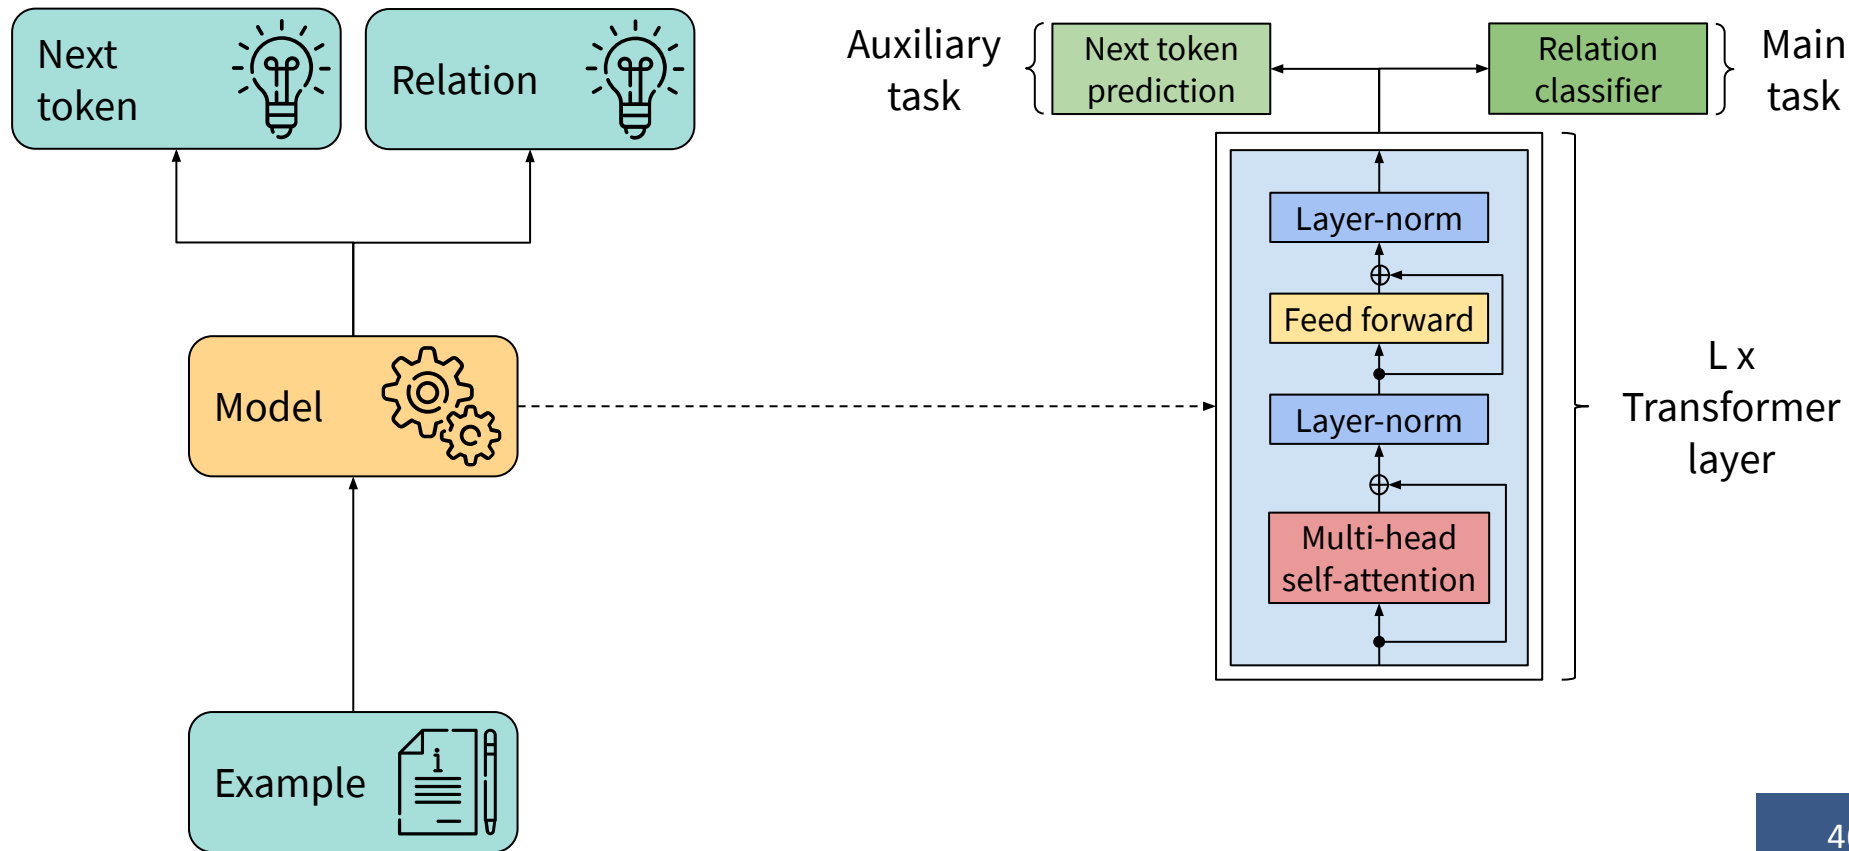 Next
token
Relation
Model
Example
Auxiliary
task
Next token
prediction
Relation
classifier
Main
task
Layer-norm
Feed forward
Layer-norm
Multi-head
self-attention
L x
Transformer
layer